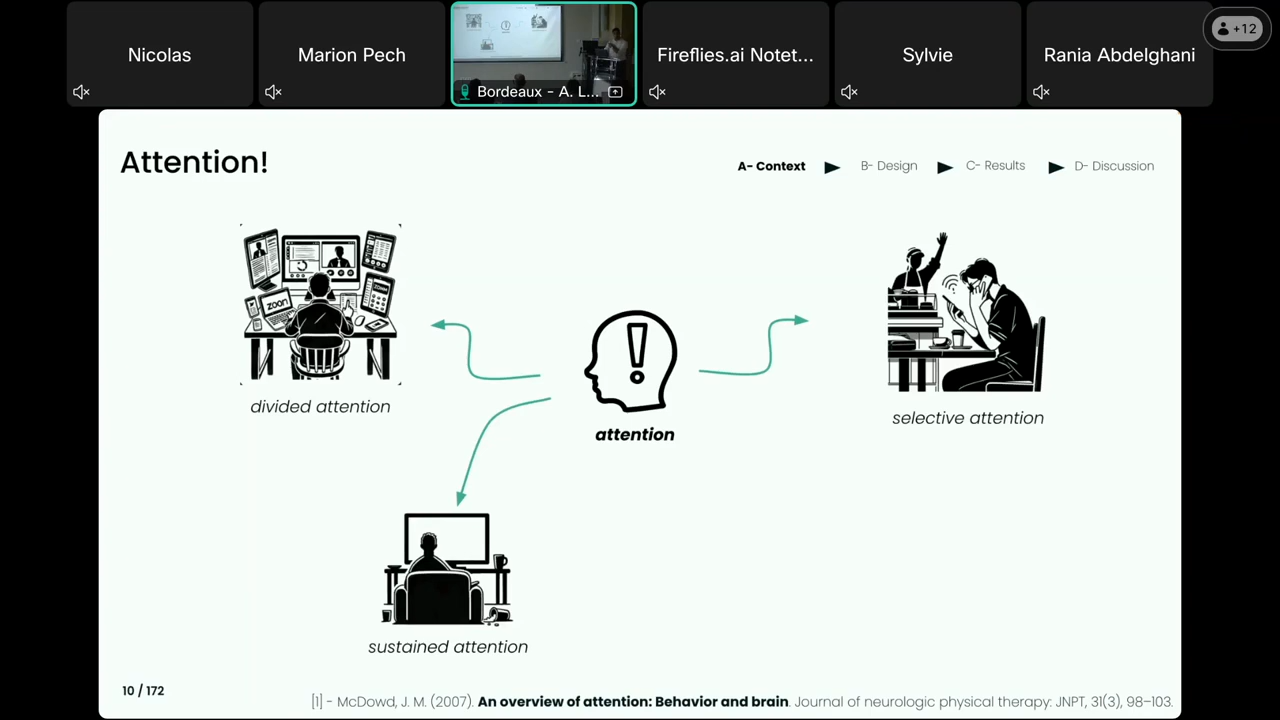 Nicolas
Marion Pech
Bordeaux - A. L...
Fireflies.ai Notet...
Sylvie
Rania Abdelghani
+12
Attention!
A- Context
B- Design
C- Results
D- Discussion
zoon
divided attention
attention
selective attention
sustained attention
10 / 172
[1] - McDowd, J. M. (2007). An overview of attention: Behavior and brain. Journal of neurologic physical therapy: JNPT, 31(3), 98–103.